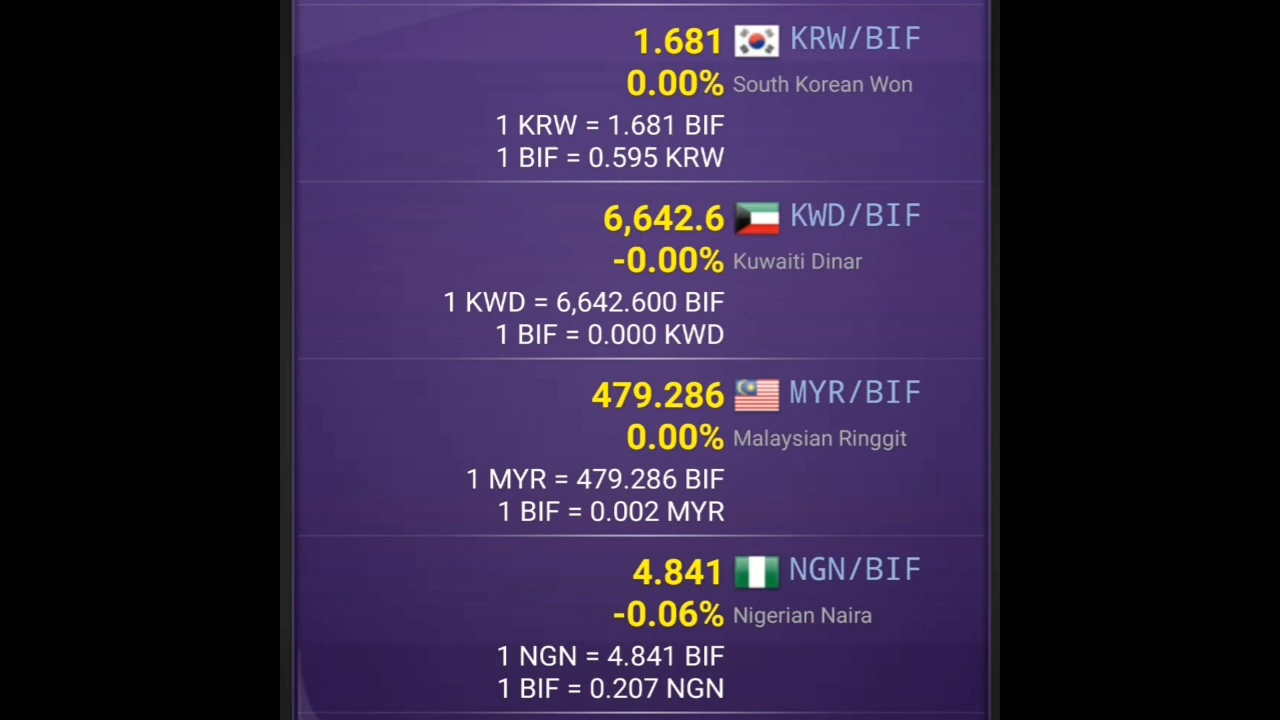 1.681 KRW/BIF
0.00% South Korean Won
1 KRW = 1.681 BIF
1 BIF = 0.595 KRW
6,642.6 KWD/BIF
-0.00% Kuwaiti Dinar
1 KWD = 6,642.600 BIF
1 BIF = 0.000 KWD
479.286 MYR/BIF
0.00% Malaysian Ringgit
1 MYR = 479.286 BIF
1 BIF = 0.002 MYR
4.841 NGN/BIF
-0.06% Nigerian Naira
1 NGN = 4.841 BIF
1 BIF = 0.207 NGN